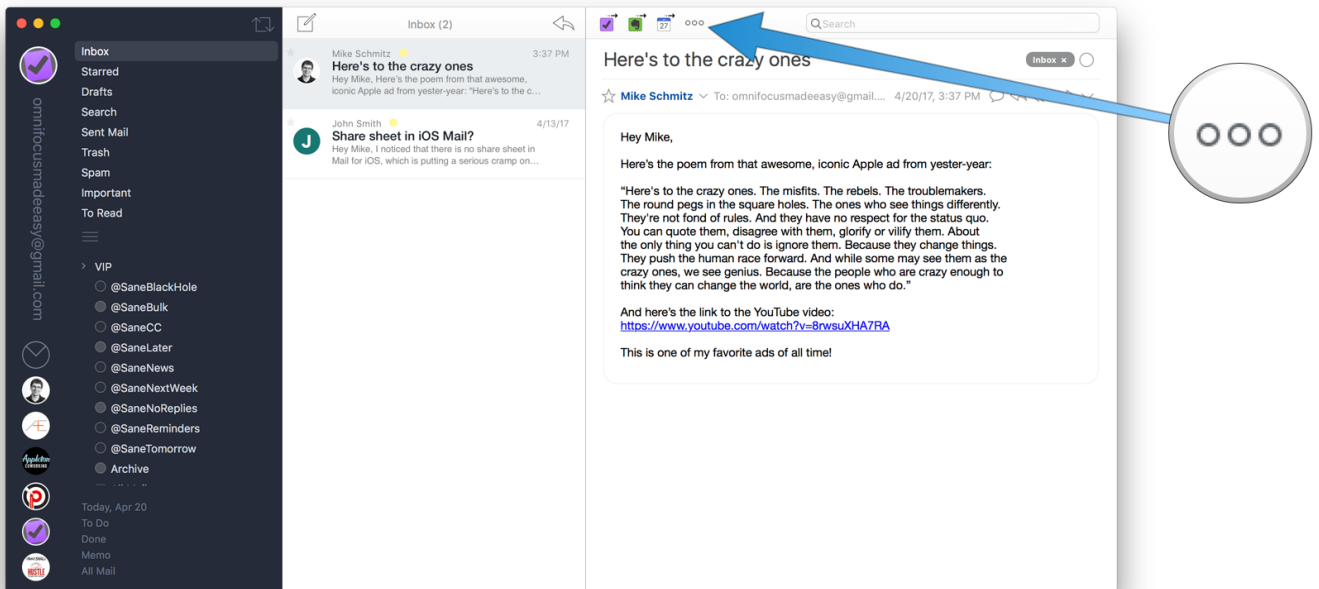 omnifocusmadeeasy@gmail.com
Inbox
Starred
Drafts
Search
Sent Mail
Trash
Spam
Important
To Read
VIP
@SaneBlackHole
@SaneBulk
@SaneCC
@SaneLater
@SaneNews
@SaneNextWeek
@SaneNoReplies
@SaneReminders
@SaneTomorrow
Archive
Today, Apr 20
To Do
Done
Memo
All Mail
Appleton
COWORKING
HUSTLE
Inbox (2)
Mike Schmitz 3:37 PM
Here's to the crazy ones
Hey Mike, Here's the poem from that awesome,
iconic Apple ad from yester-year: "Here's to the c...
J
John Smith 4/13/17
Share sheet in iOS Mail?
Hey Mike, I noticed that there is no share sheet in
Mail for iOS, which is putting a serious cramp on...
27
Search
Here's to the crazy ones
Inbox ×
Mike Schmitz To: omnifocusmadeeasy@gmail.... 4/20/17, 3:37 PM
Hey Mike,
Here's the poem from that awesome, iconic Apple ad from yester-year:
“Here's to the crazy ones. The misfits. The rebels. The troublemakers.
The round pegs in the square holes. The ones who see things differently.
They're not fond of rules. And they have no respect for the status quo.
You can quote them, disagree with them, glorify or vilify them. About
the only thing you can't do is ignore them. Because they change things.
They push the human race forward. And while some may see them as the
crazy ones, we see genius. Because the people who are crazy enough to
think they can change the world, are the ones who do.”
And here's the link to the YouTube video:
https://www.youtube.com/watch?v=8rwsuXHA7RA
This is one of my favorite ads of all time!